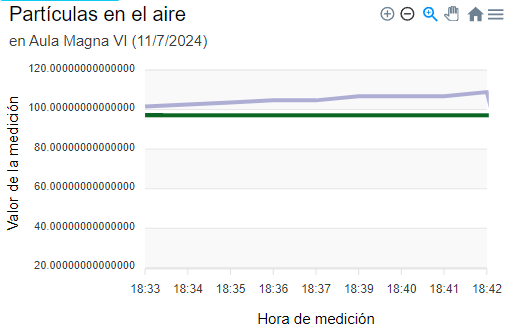 Partículas en el aire
en Aula Magna VI (11/7/2024)
120.00000000000000
100.00000000000000
80.00000000000000
60.00000000000000
40.00000000000000
20.00000000000000
Valor de la medición
18:33 18:34 18:35 18:36 18:37 18:39 18:40 18:41 18:42
Hora de medición